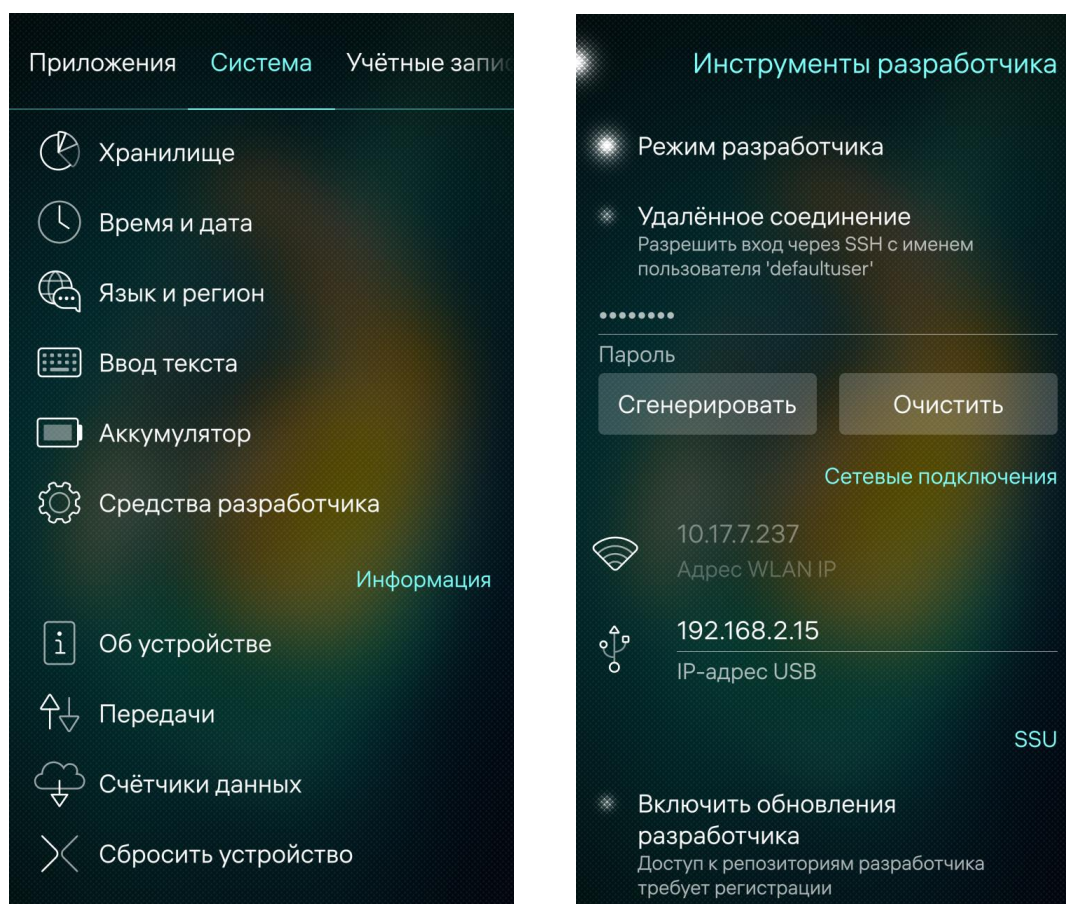 Приложения Система Учётные запис
Хранилище
Время и дата
Язык и регион
Ввод текста
Аккумулятор
Средства разработчика
Информация
Об устройстве
Передачи
Счётчики данных
Сбросить устройство
Инструменты разработчика
Режим разработчика
Удалённое соединение
Разрешить вход через SSH с именем
пользователя 'defaultuser'
••••••••
Пароль
Сгенерировать Очистить
Сетевые подключения
10.17.7.237
Адрес WLAN IP
192.168.2.15
IP-адрес USB
SSU
Включить обновления
разработчика
Доступ к репозиториям разработчика
требует регистрации